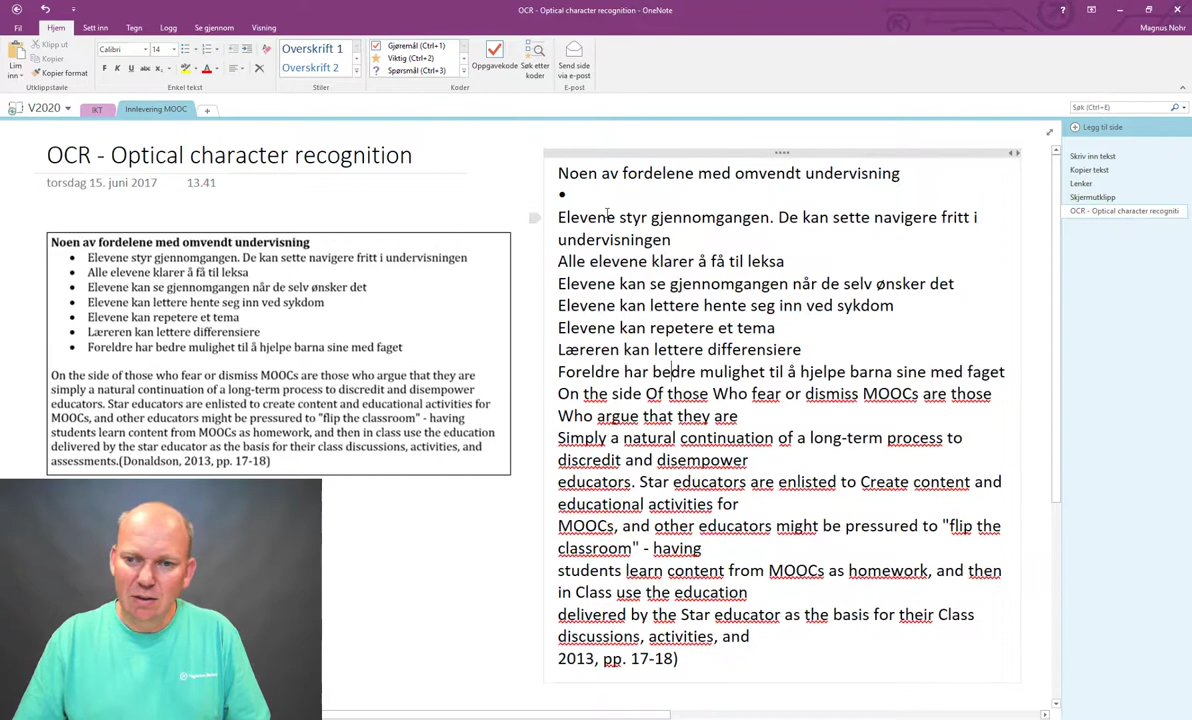 OCR - Optical character recognition - OneNote
Fil
Hjem
Sett inn
Tegn
Logg
Se gjennom
Visning
Magnus Nohr
Lim inn
Klipp ut
Kopier
Kopier format
Utklippstavle
Calibri
14
Enkel tekst
Overskrift 1
Overskrift 2
Stiler
Gjøremål (Ctrl+1)
Viktig (Ctrl+2)
Spørsmål (Ctrl+3)
Oppgavekode
Søk etter koder
Koder
Send side via e-post
E-post
V2020
IKT
Innlevering MOOC
Søk (Ctrl+E)
OCR - Optical character recognition
torsdag 15. juni 2017 13.41
Noen av fordelene med omvendt undervisning
• Elevene styr gjennomgangen. De kan sette navigere fritt i undervisningen
• Alle elevene klarer å få til leksa
• Elevene kan se gjennomgangen når de selv ønsker det
• Elevene kan lettere hente seg inn ved sykdom
• Elevene kan repetere et tema
• Læreren kan lettere differensiere
• Foreldre har bedre mulighet til å hjelpe barna sine med faget
On the side of those who fear or dismiss MOOCs are those who argue that they are
simply a natural continuation of a long-term process to discredit and disempower
educators. Star educators are enlisted to create content and educational activities for
MOOCs, and other educators might be pressured to "flip the classroom" - having
students learn content from MOOCs as homework, and then in class use the education
delivered by the star educator as the basis for their class discussions, activities, and
assessments.(Donaldson, 2013, pp. 17-18)
Noen av fordelene med omvendt undervisning
•
Elevene styr gjennomgangen. De kan sette navigere fritt i
undervisningen
Alle elevene klarer å få til leksa
Elevene kan se gjennomgangen når de selv ønsker det
Elevene kan lettere hente seg inn ved sykdom
Elevene kan repetere et tema
Læreren kan lettere differensiere
Foreldre har bedre mulighet til å hjelpe barna sine med faget
On the side Of those Who fear or dismiss MOOCs are those
Who argue that they are
Simply a natural continuation of a long-term process to
discredit and disempower
educators. Star educators are enlisted to Create content and
educational activities for
MOOCs, and other educators might be pressured to "flip the
classroom" - having
students learn content from MOOCs as homework, and then
in Class use the education
delivered by the Star educator as the basis for their Class
discussions, activities, and
2013, pp. 17-18)
Legg til side
Skriv inn tekst
Kopier tekst
Lenker
Skjermutklipp
OCR - Optical character recogniti